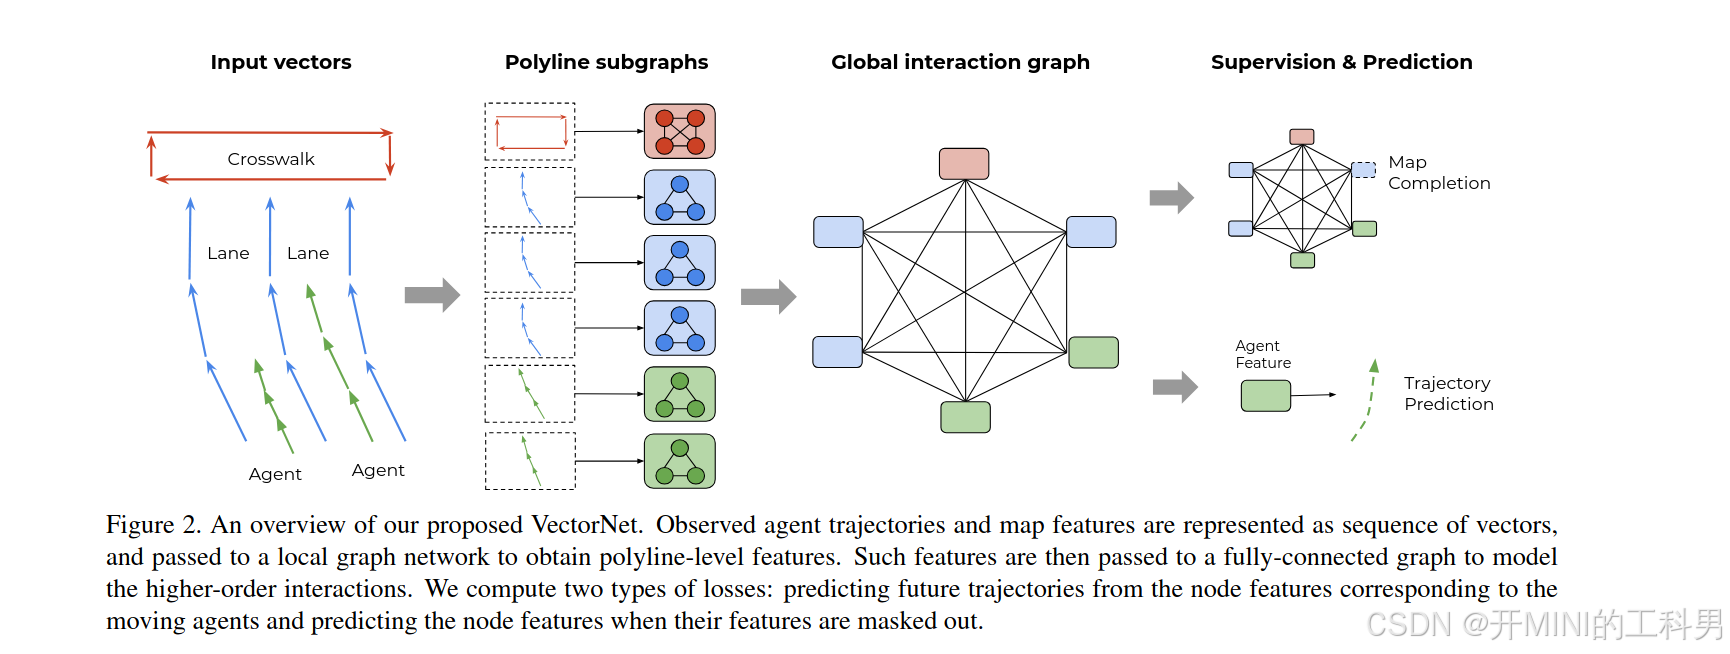 Input vectors
Polyline subgraphs
Global interaction graph
Supervision & Prediction
Crosswalk
Lane
Lane
Agent
Agent
Map
Completion
Agent
Feature
Trajectory
Prediction
Figure 2. An overview of our proposed VectorNet. Observed agent trajectories and map features are represented as sequence of vectors,
and passed to a local graph network to obtain polyline-level features. Such features are then passed to a fully-connected graph to model
the higher-order interactions. We compute two types of losses: predicting future trajectories from the node features corresponding to the
moving agents and predicting the node features when their features are masked out.
CSDN @开MINI的工科男